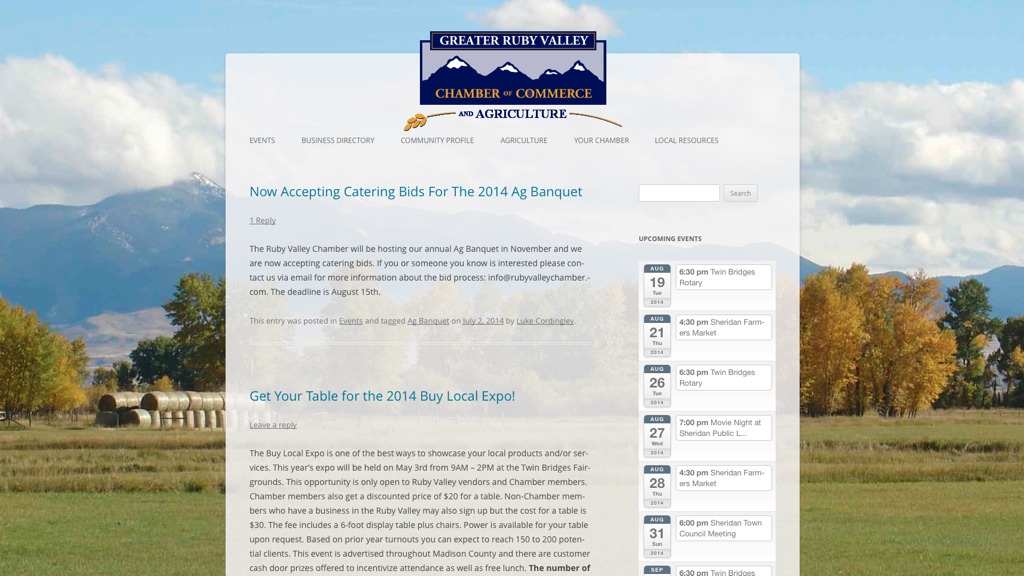 GREATER RUBY VALLEY
CHAMBER OF COMMERCE
AND AGRICULTURE
EVENTS BUSINESS DIRECTORY COMMUNITY PROFILE AGRICULTURE YOUR CHAMBER LOCAL RESOURCES
Now Accepting Catering Bids For The 2014 Ag Banquet
1 Reply
The Ruby Valley Chamber will be hosting our annual Ag Banquet in November and we
are now accepting catering bids. If you or someone you know is interested please con-
tact us via email for more information about the bid process: info@rubyvalleychamber.-
com. The deadline is August 15th.
This entry was posted in Events and tagged Ag Banquet on July 2, 2014 by Luke Cordingley.
Get Your Table for the 2014 Buy Local Expo!
Leave a reply
The Buy Local Expo is one of the best ways to showcase your local products and/or ser-
vices. This year's expo will be held on May 3rd from 9AM – 2PM at the Twin Bridges Fair-
grounds. This opportunity is only open to Ruby Valley vendors and Chamber members.
Chamber members also get a discounted price of $20 for a table. Non-Chamber mem-
bers who have a business in the Ruby Valley may also sign up but the cost for a table is
$30. The fee includes a 6-foot display table plus chairs. Power is available for your table
upon request. Based on prior year turnouts you can expect to reach 150 to 200 poten-
tial clients. This event is advertised throughout Madison County and there are customer
cash door prizes offered to incentivize attendance as well as free lunch. The number of
Search
UPCOMING EVENTS
AUG
19
Tue
2014
6:30 pm Twin Bridges
Rotary
AUG
21
Thu
2014
4:30 pm Sheridan Farm-
ers Market
AUG
26
Tue
2014
6:30 pm Twin Bridges
Rotary
AUG
27
Wed
2014
7:00 pm Movie Night at
Sheridan Public L...
AUG
28
Thu
2014
4:30 pm Sheridan Farm-
ers Market
AUG
31
Sun
2014
6:00 pm Sheridan Town
Council Meeting
SEP
6:30 pm Twin Bridges